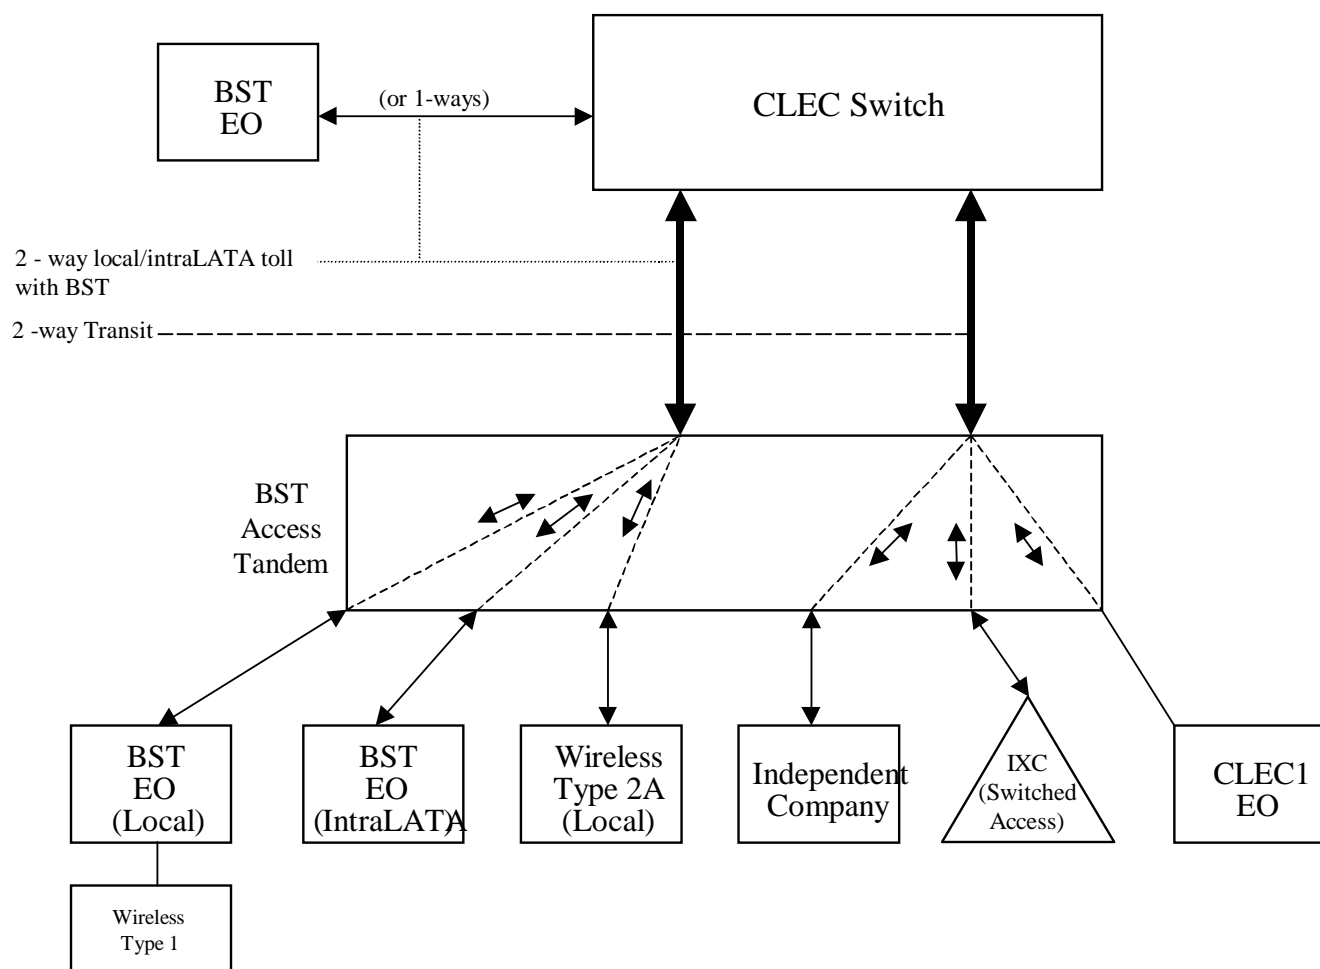 BST
EO
(or 1-ways)
CLEC Switch
2 - way local/intraLATA toll
with BST
2 -way Transit
BST
Access
Tandem
BST
EO
(Local)
BST
EO
(IntraLATA)
Wireless
Type 2A
(Local)
Independent
Company
IXC
(Switched
Access)
CLEC1
EO
Wireless
Type 1